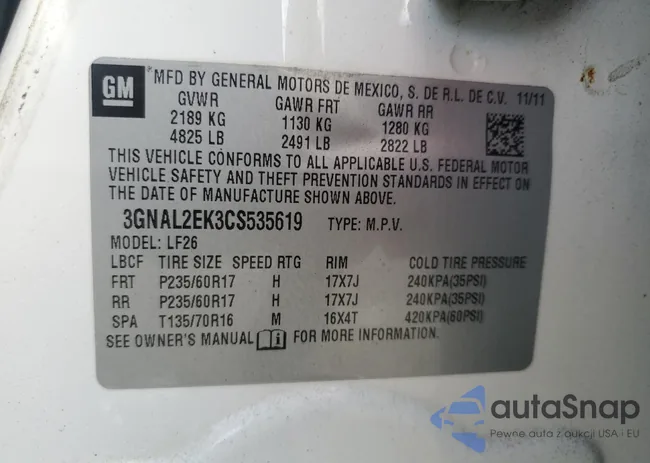 GM MFD BY GENERAL MOTORS DE MEXICO, S. DE R.L. DE C.V. 11/11
GVWR GAWR FRT GAWR RR
2189 KG 1130 KG 1280 KG
4825 LB 2491 LB 2822 LB
THIS VEHICLE CONFORMS TO ALL APPLICABLE U.S. FEDERAL MOTOR
VEHICLE SAFETY AND THEFT PREVENTION STANDARDS IN EFFECT ON
THE DATE OF MANUFACTURE SHOWN ABOVE.
3GNAL2EK3CS535619 TYPE: M.P.V.
MODEL: LF26
LBCF TIRE SIZE SPEED RTG RIM COLD TIRE PRESSURE
FRT P235/60R17 H 17X7J 240KPA(35PSI)
RR P235/60R17 H 17X7J 240KPA(35PSI)
SPA T135/70R16 M 16X4T 420KPA(60PSI)
SEE OWNER'S MANUAL i FOR MORE INFORMATION.
autaSnap
Pewne auta z aukcji USA i EU